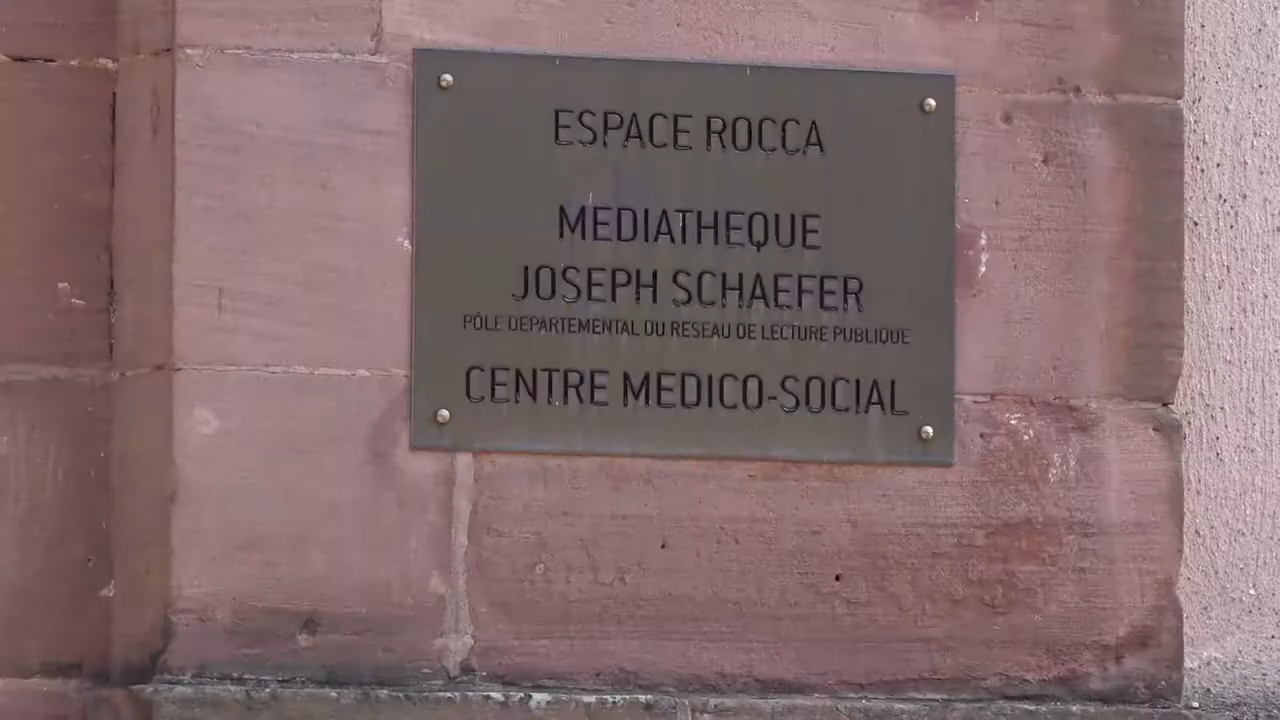 ESPACE ROCCA
MEDIATHEQUE
JOSEPH SCHAEFER
PÔLE DEPARTEMENTAL DU RESEAU DE LECTURE PUBLIQUE
CENTRE MEDICO-SOCIAL